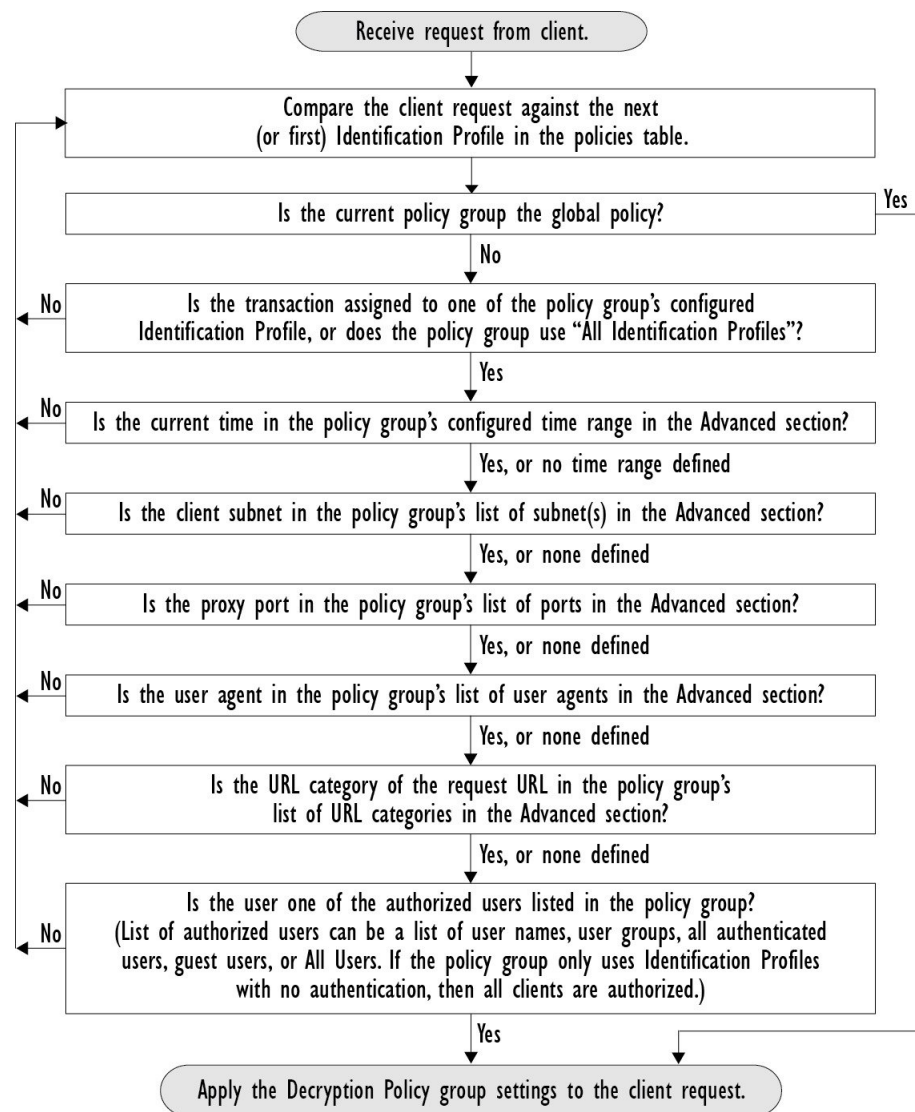 Receive request from client.
Compare the client request against the next
(or first) Identification Profile in the policies table.
Is the current policy group the global policy?
Yes
No
No
Is the transaction assigned to one of the policy group's configured
Identification Profile, or does the policy group use “All Identification Profiles”?
Yes
No
Is the current time in the policy group's configured time range in the Advanced section?
Yes, or no time range defined
No
Is the client subnet in the policy group's list of subnet(s) in the Advanced section?
Yes, or none defined
No
Is the proxy port in the policy group's list of ports in the Advanced section?
Yes, or none defined
No
Is the user agent in the policy group's list of user agents in the Advanced section?
Yes, or none defined
No
Is the URL category of the request URL in the policy group's
list of URL categories in the Advanced section?
Yes, or none defined
No
Is the user one of the authorized users listed in the policy group?
(List of authorized users can be a list of user names, user groups, all authenticated
users, guest users, or All Users. If the policy group only uses Identification Profiles
with no authentication, then all clients are authorized.)
Yes
Apply the Decryption Policy group settings to the client request.